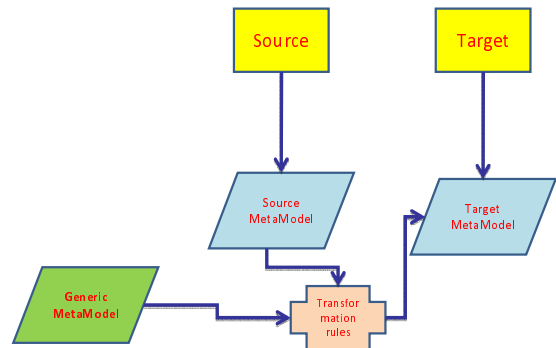 Source
Target
Source
MetaModel
Target
MetaModel
Generic
MetaModel
Transfor
mation
rules